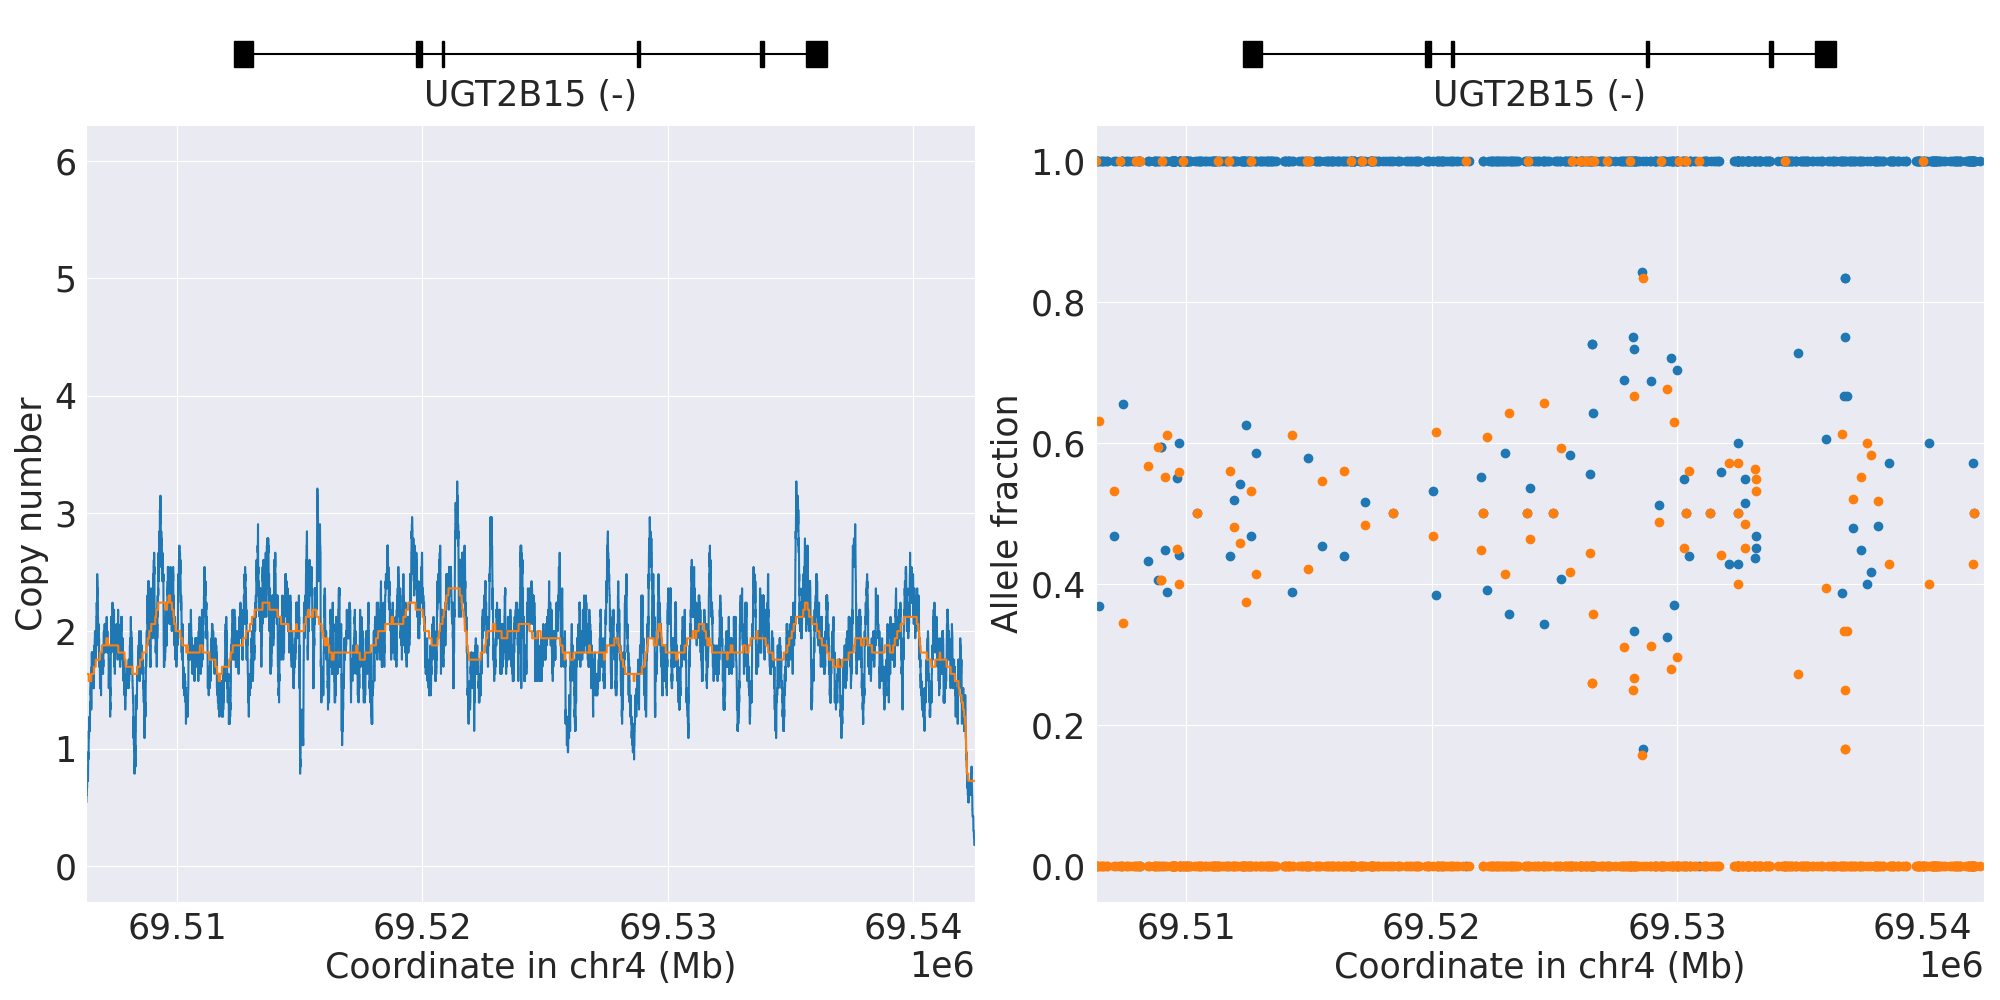 UGT2B15 (-)
UGT2B15 (-)
Copy number
6
5
4
3
2
1
0
69.51 69.52 69.53 69.54
Coordinate in chr4 (Mb) 1e6
Allele fraction
1.0
0.8
0.6
0.4
0.2
0.0
69.51 69.52 69.53 69.54
Coordinate in chr4 (Mb) 1e6